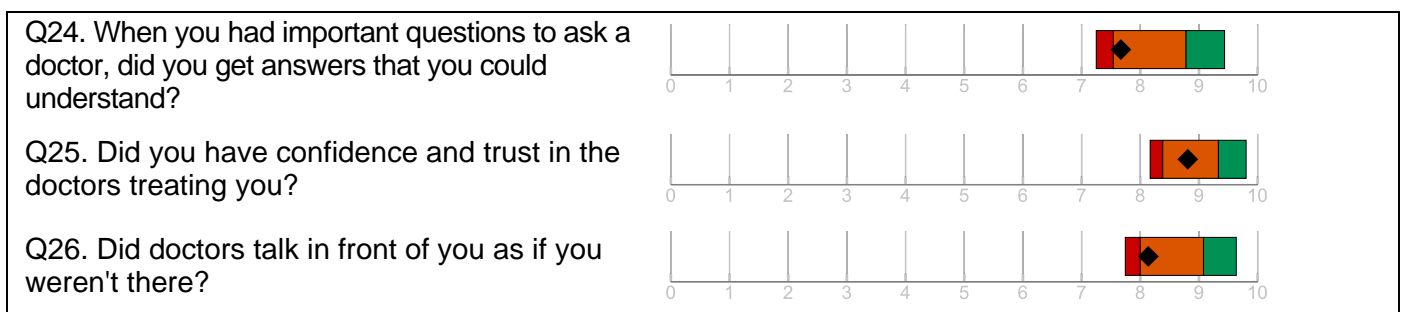 Q24. When you had important questions to ask a
doctor, did you get answers that you could
understand?
0 1 2 3 4 5 6 7 8 9 10
Q25. Did you have confidence and trust in the
doctors treating you?
0 1 2 3 4 5 6 7 8 9 10
Q26. Did doctors talk in front of you as if you
weren't there?
0 1 2 3 4 5 6 7 8 9 10